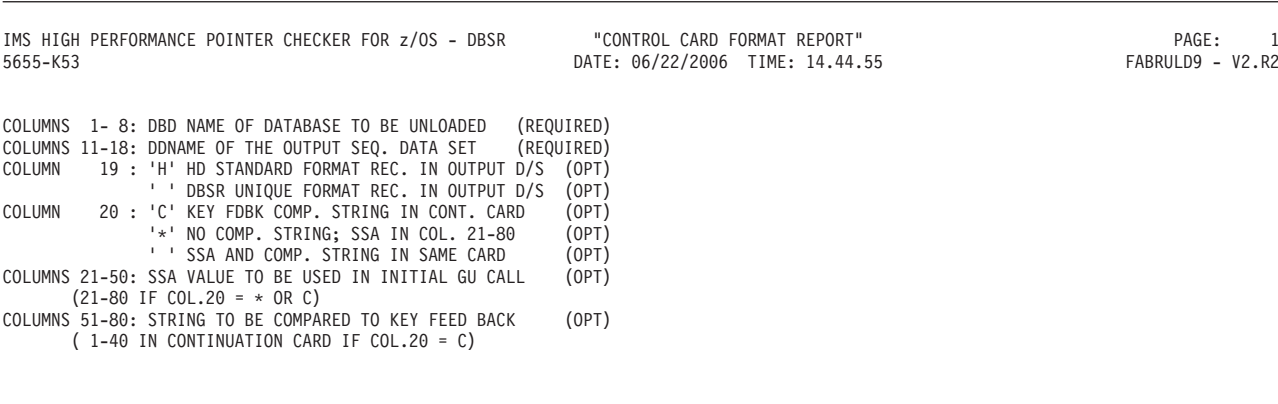 IMS HIGH PERFORMANCE POINTER CHECKER FOR z/OS - DBSR "CONTROL CARD FORMAT REPORT" PAGE: 1
5655-K53 DATE: 06/22/2006 TIME: 14.44.55 FABRULD9 - V2.R2
COLUMNS 1- 8: DBD NAME OF DATABASE TO BE UNLOADED (REQUIRED)
COLUMNS 11-18: DDNAME OF THE OUTPUT SEQ. DATA SET (REQUIRED)
COLUMN 19 : 'H' HD STANDARD FORMAT REC. IN OUTPUT D/S (OPT)
' ' DBSR UNIQUE FORMAT REC. IN OUTPUT D/S (OPT)
COLUMN 20 : 'C' KEY FDBK COMP. STRING IN CONT. CARD (OPT)
'*' NO COMP. STRING; SSA IN COL. 21-80 (OPT)
' ' SSA AND COMP. STRING IN SAME CARD (OPT)
COLUMNS 21-50: SSA VALUE TO BE USED IN INITIAL GU CALL (OPT)
(21-80 IF COL.20 = * OR C)
COLUMNS 51-80: STRING TO BE COMPARED TO KEY FEED BACK (OPT)
( 1-40 IN CONTINUATION CARD IF COL.20 = C)